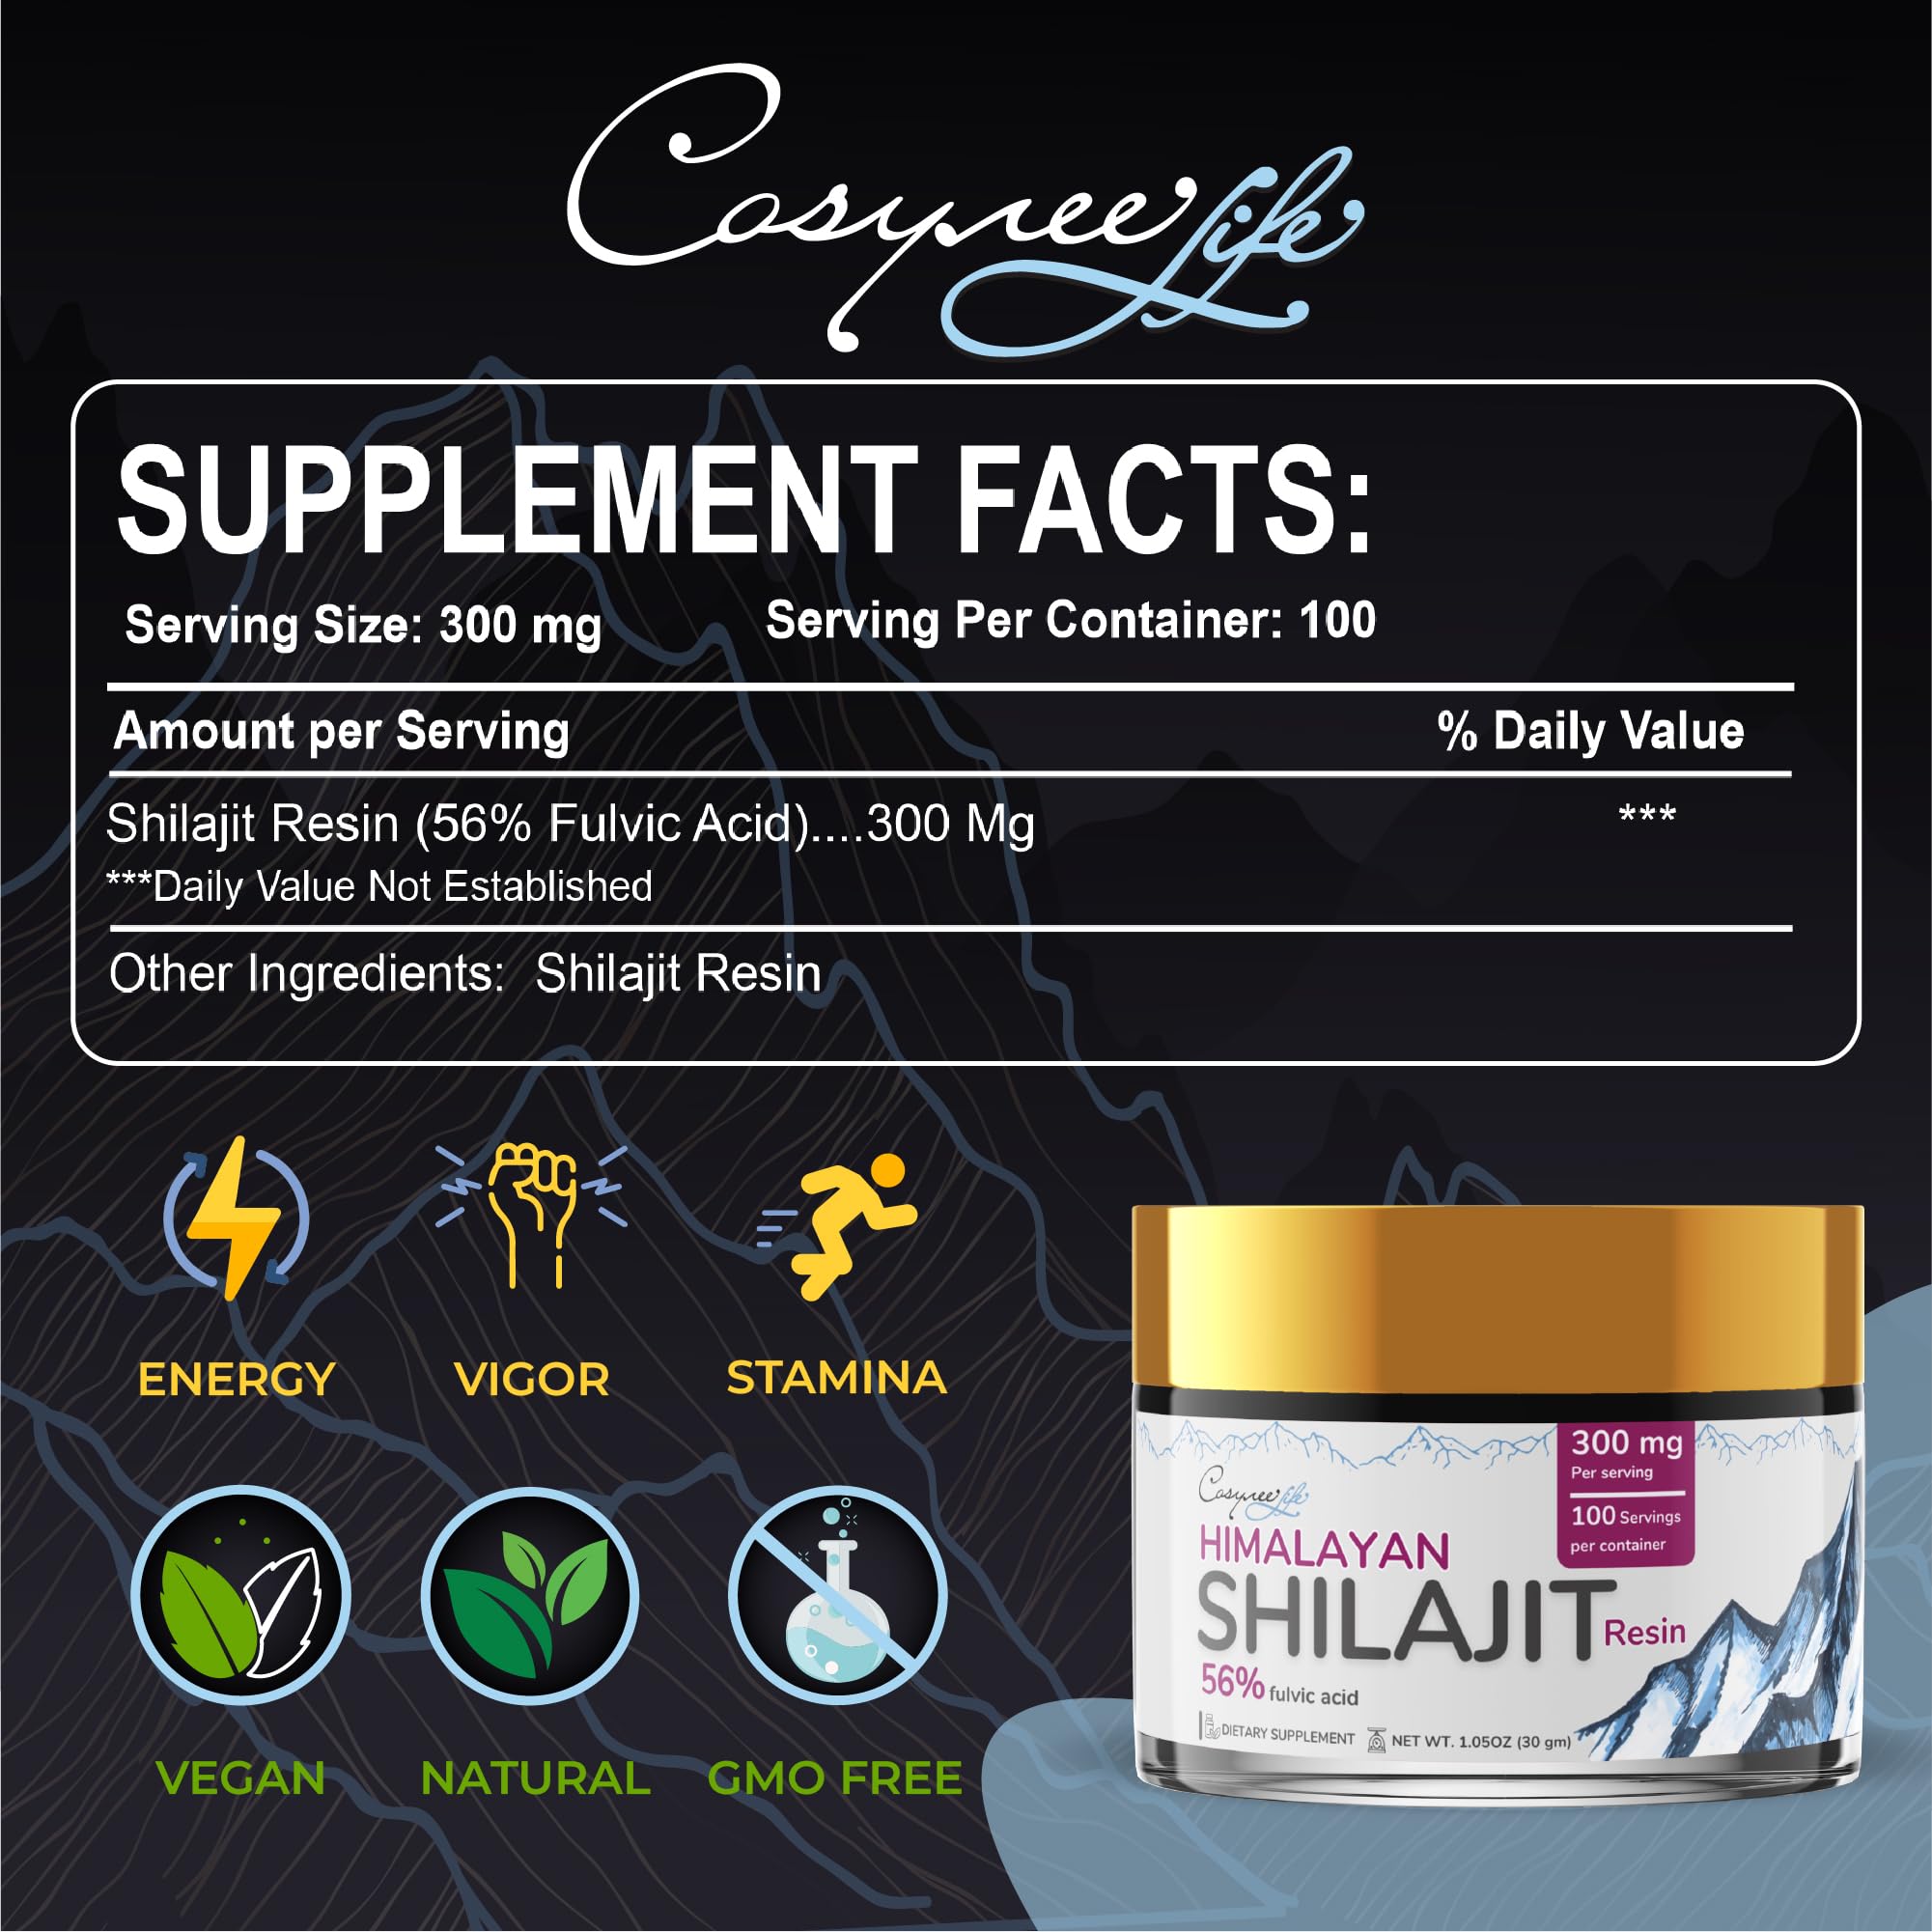 Cosyree Life
SUPPLEMENT FACTS:
Serving Size: 300 mg Serving Per Container: 100
Amount per Serving % Daily Value
Shilajit Resin (56% Fulvic Acid)....300 Mg ***
***Daily Value Not Established
Other Ingredients: Shilajit Resin
ENERGY VIGOR STAMINA
VEGAN NATURAL GMO FREE
300 mg
Per serving
100 Servings
per container
Cosyree Life
HIMALAYAN
SHILAJIT Resin
56% fulvic acid
DIETARY SUPPLEMENT NET WT. 1.05OZ (30 gm)